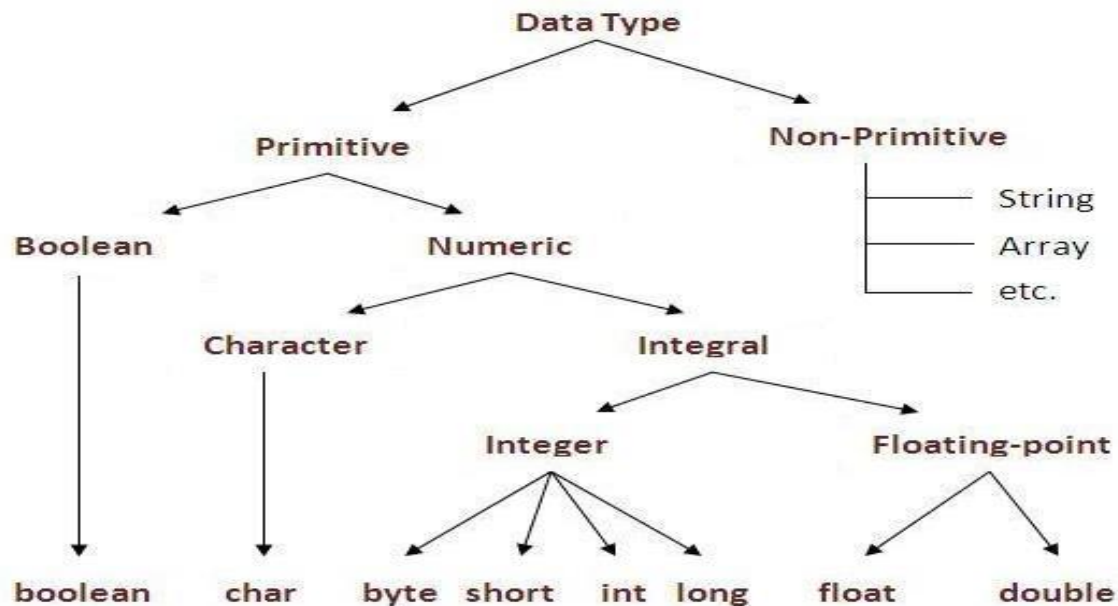 Data Type
Primitive
Non-Primitive
String
Boolean
Numeric
Array
etc.
Character
Integral
Integer
Floating-point
boolean char byte short int long float double